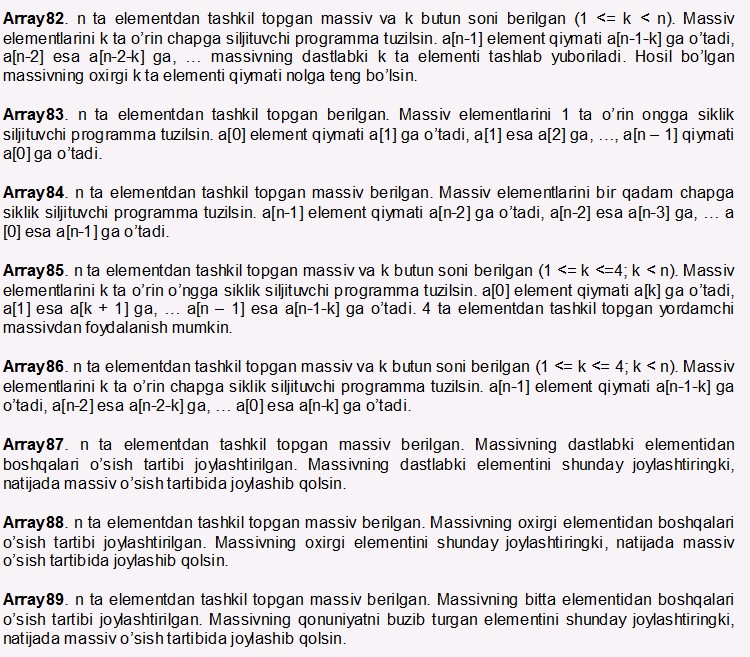 Array82. n ta elementdan tashkil topgan massiv va k butun soni berilgan (1 <= k < n). Massiv
elementlarini k ta o’rin chapga siljituvchi programma tuzilsin. a[n-1] element qiymati a[n-1-k] ga o’tadi,
a[n-2] esa a[n-2-k] ga, … massivning dastlabki k ta elementi tashlab yuboriladi. Hosil bo’lgan
massivning oxirgi k ta elementi qiymati nolga teng bo’lsin.
Array83. n ta elementdan tashkil topgan berilgan. Massiv elementlarini 1 ta o’rin ongga siklik
siljituvchi programma tuzilsin. a[0] element qiymati a[1] ga o’tadi, a[1] esa a[2] ga, …, a[n – 1] qiymati
a[0] ga o’tadi.
Array84. n ta elementdan tashkil topgan massiv berilgan. Massiv elementlarini bir qadam chapga
siklik siljituvchi programma tuzilsin. a[n-1] element qiymati a[n-2] ga o’tadi, a[n-2] esa a[n-3] ga, … a
[0] esa a[n-1] ga o’tadi.
Array85. n ta elementdan tashkil topgan massiv va k butun soni berilgan (1 <= k <=4; k < n). Massiv
elementlarini k ta o’rin o’ngga siklik siljituvchi programma tuzilsin. a[0] element qiymati a[k] ga o’tadi,
a[1] esa a[k + 1] ga, … a[n – 1] esa a[n-1-k] ga o’tadi. 4 ta elementdan tashkil topgan yordamchi
massivdan foydalanish mumkin.
Array86. n ta elementdan tashkil topgan massiv va k butun soni berilgan (1 <= k <= 4; k < n). Massiv
elementlarini k ta o’rin chapga siklik siljituvchi programma tuzilsin. a[n-1] element qiymati a[n-1-k] ga
o’tadi, a[n-2] esa a[n-2-k] ga, … a[0] esa a[n-k] ga o’tadi.
Array87. n ta elementdan tashkil topgan massiv berilgan. Massivning dastlabki elementidan
boshqalari o’sish tartibi joylashtirilgan. Massivning dastlabki elementini shunday joylashtiringki,
natijada massiv o’sish tartibida joylashib qolsin.
Array88. n ta elementdan tashkil topgan massiv berilgan. Massivning oxirgi elementidan boshqalari
o’sish tartibi joylashtirilgan. Massivning oxirgi elementini shunday joylashtiringki, natijada massiv
o’sish tartibida joylashib qolsin.
Array89. n ta elementdan tashkil topgan massiv berilgan. Massivning bitta elementidan boshqalari
o’sish tartibi joylashtirilgan. Massivning qonuniyatni buzib turgan elementini shunday joylashtiringki,
natijada massiv o’sish tartibida joylashib qolsin.